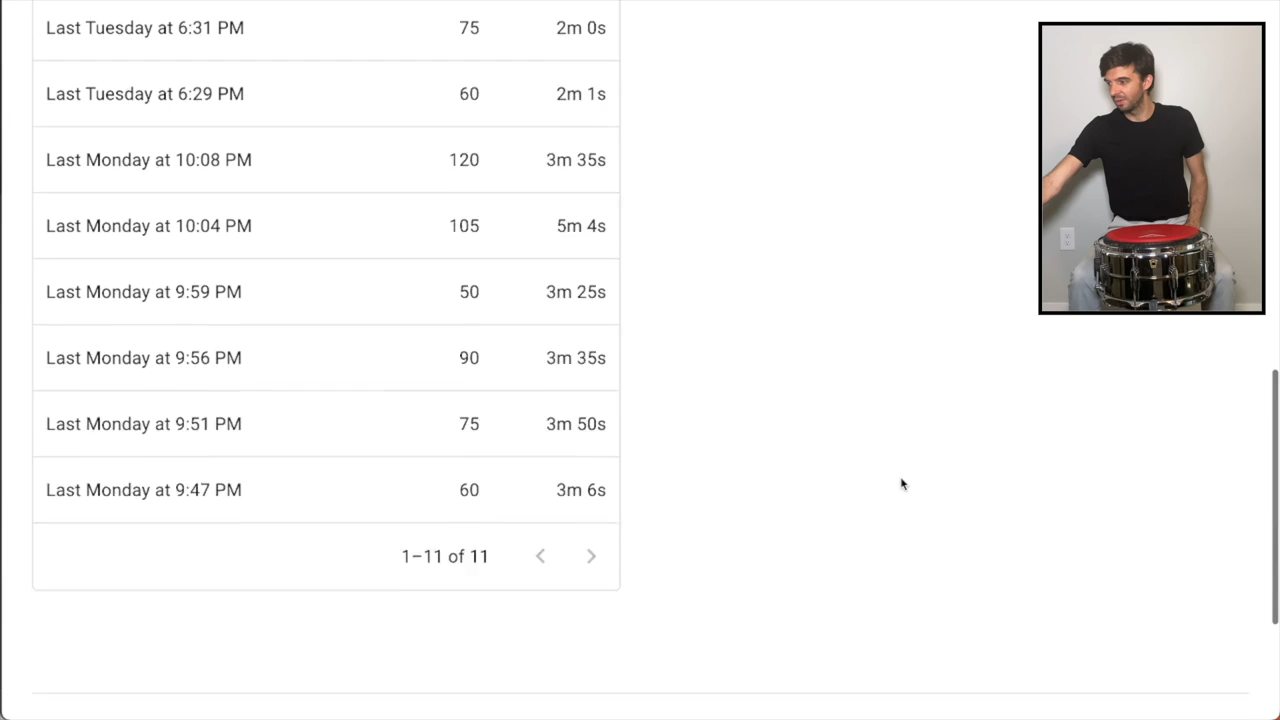 Last Tuesday at 6:31 PM 75 2m 0s
Last Tuesday at 6:29 PM 60 2m 1s
Last Monday at 10:08 PM 120 3m 35s
Last Monday at 10:04 PM 105 5m 4s
Last Monday at 9:59 PM 50 3m 25s
Last Monday at 9:56 PM 90 3m 35s
Last Monday at 9:51 PM 75 3m 50s
Last Monday at 9:47 PM 60 3m 6s
1–11 of 11